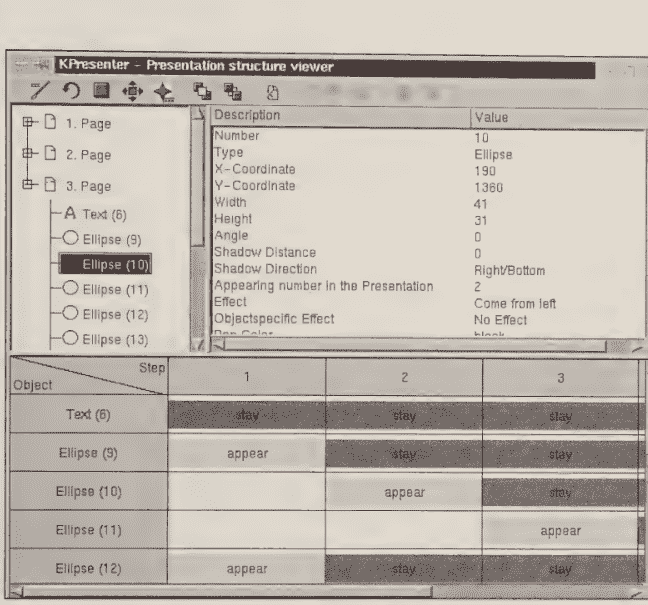 KPresenter - Presentation structure viewer
1. Page
2. Page
3. Page
Text (6)
Ellipse (9)
Ellipse (10)
Ellipse (11)
Ellipse (12)
Ellipse (13)
Description Value
Number 10
Type Ellipse
X-Coordinate 190
Y-Coordinate 1360
Width 41
Height 31
Angle 0
Shadow Distance 0
Shadow Direction Right/Bottom
Appearing number in the Presentation 2
Effect Come from left
Objectspecific Effect No Effect
Step
Object 1 2 3
Text (6) stay stay stay
Ellipse (9) appear stay stay
Ellipse (10) appear stay
Ellipse (11) appear
Ellipse (12) appear stay stay